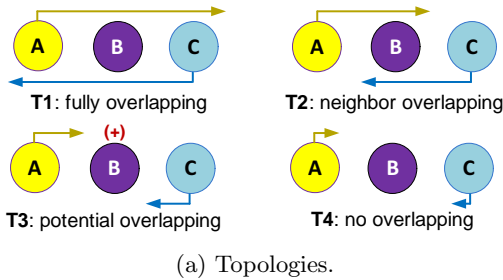 A B C
T1: fully overlapping
A B C
T2: neighbor overlapping
(+)
A B C
T3: potential overlapping
A B C
T4: no overlapping
(a) Topologies.